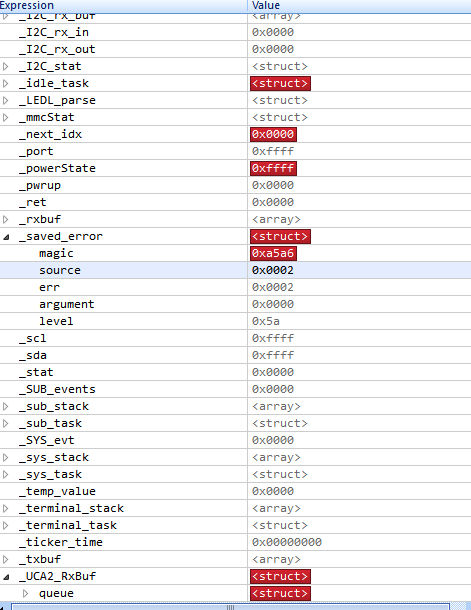 Expression Value
_I2C_rx_buf <array>
_I2C_rx_in 0x0000
_I2C_rx_out 0x0000
_I2C_stat <struct>
_idle_task <struct>
_LEDL_parse <struct>
_mmcStat <struct>
_next_idx 0x0000
_port 0xffff
_powerState 0xffff
_pwrup 0x0000
_ret 0x0000
_rxbuf <array>
_saved_error <struct>
magic 0xa5a6
source 0x0002
err 0x0002
argument 0x0000
level 0x5a
_scl 0xffff
_sda 0xffff
_stat 0x0000
_SUB_events 0x0000
_sub_stack <array>
_sub_task <struct>
_SYS_evt 0x0000
_sys_stack <array>
_sys_task <struct>
_temp_value 0x0000
_terminal_stack <array>
_terminal_task <struct>
_ticker_time 0x00000000
_txbuf <array>
_UCA2_RxBuf <struct>
queue <struct>